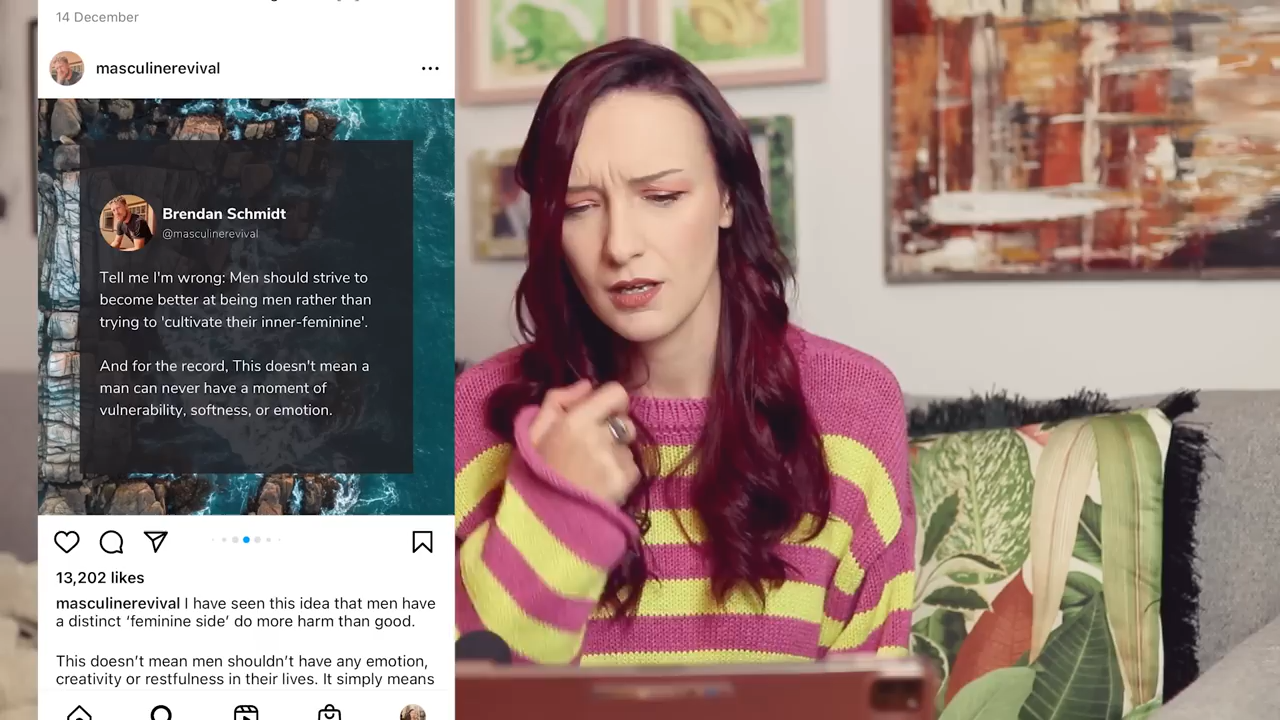 14 December
masculinerevival
Brendan Schmidt
@masculinerevival
Tell me I'm wrong: Men should strive to
become better at being men rather than
trying to 'cultivate their inner-feminine'.
And for the record, This doesn't mean a
man can never have a moment of
vulnerability, softness, or emotion.
13,202 likes
masculinerevival I have seen this idea that men have
a distinct ‘feminine side’ do more harm than good.
This doesn’t mean men shouldn’t have any emotion,
creativity or restfulness in their lives. It simply means